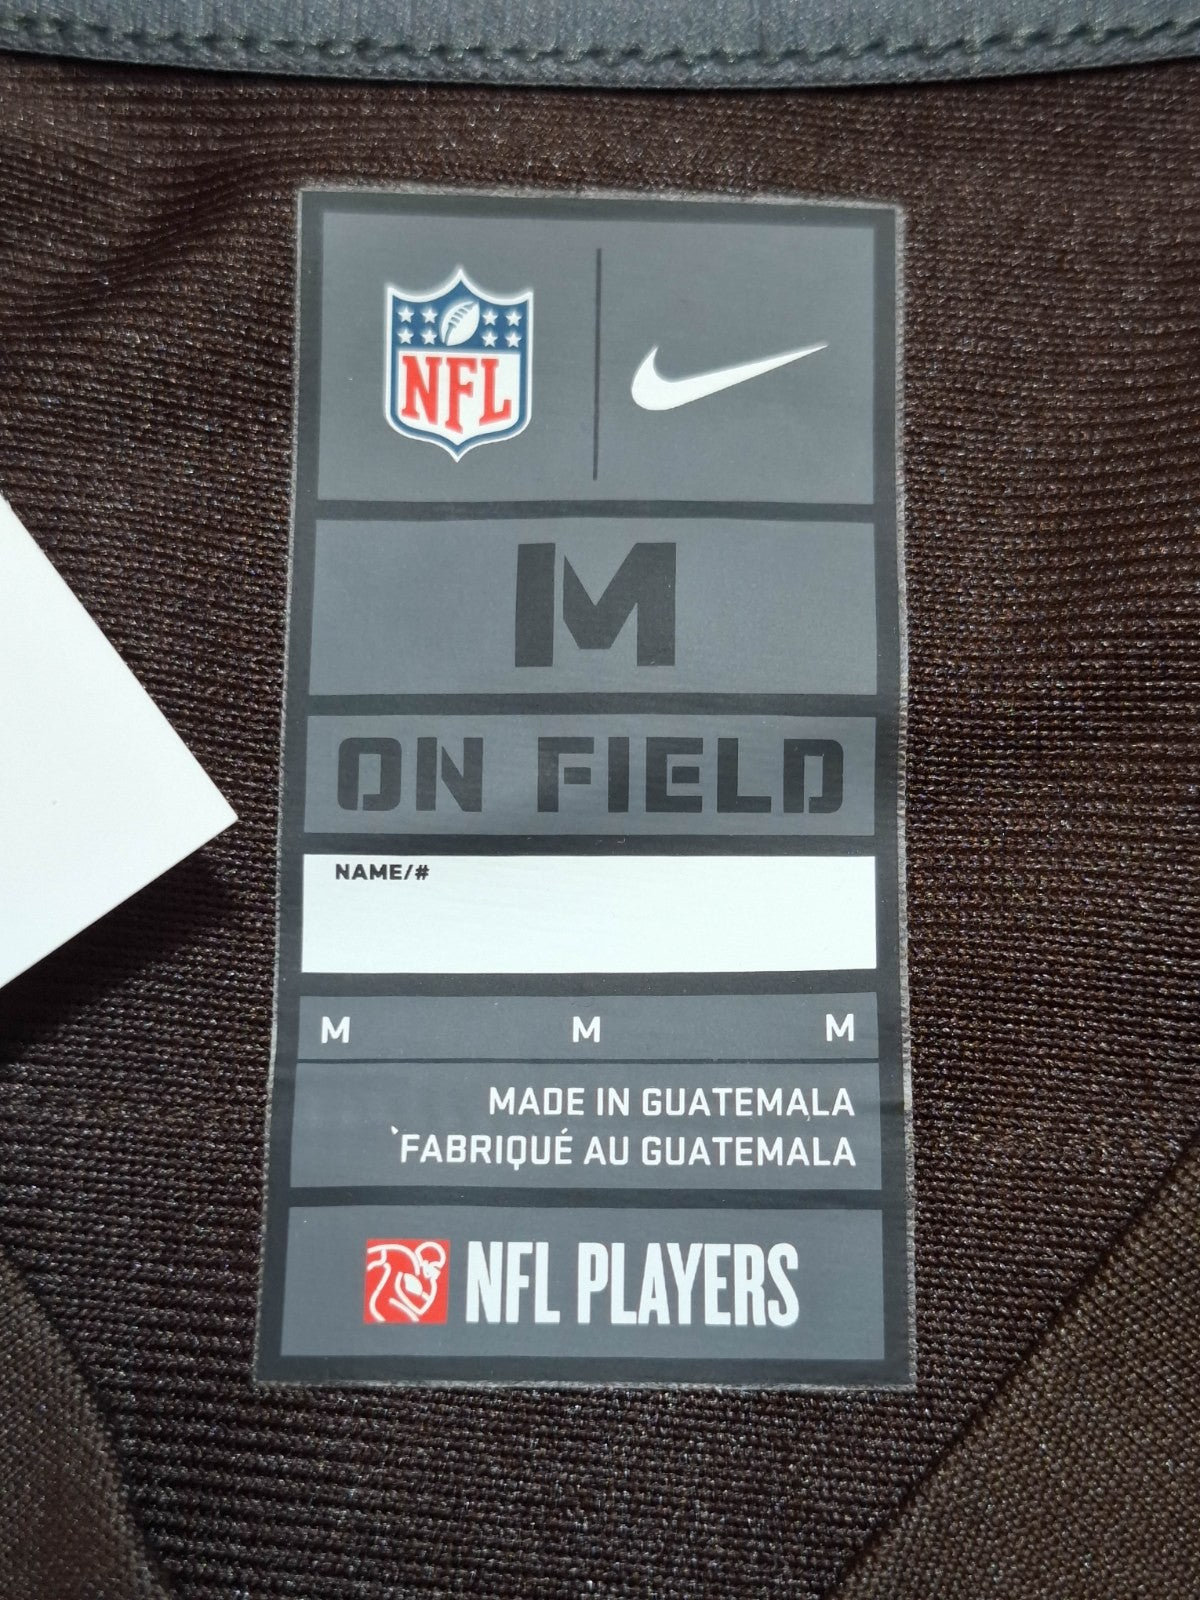 NFL
M
ON FIELD
NAME/#
M M M
MADE IN GUATEMALA
FABRIQUÉ AU GUATEMALA
NFL PLAYERS